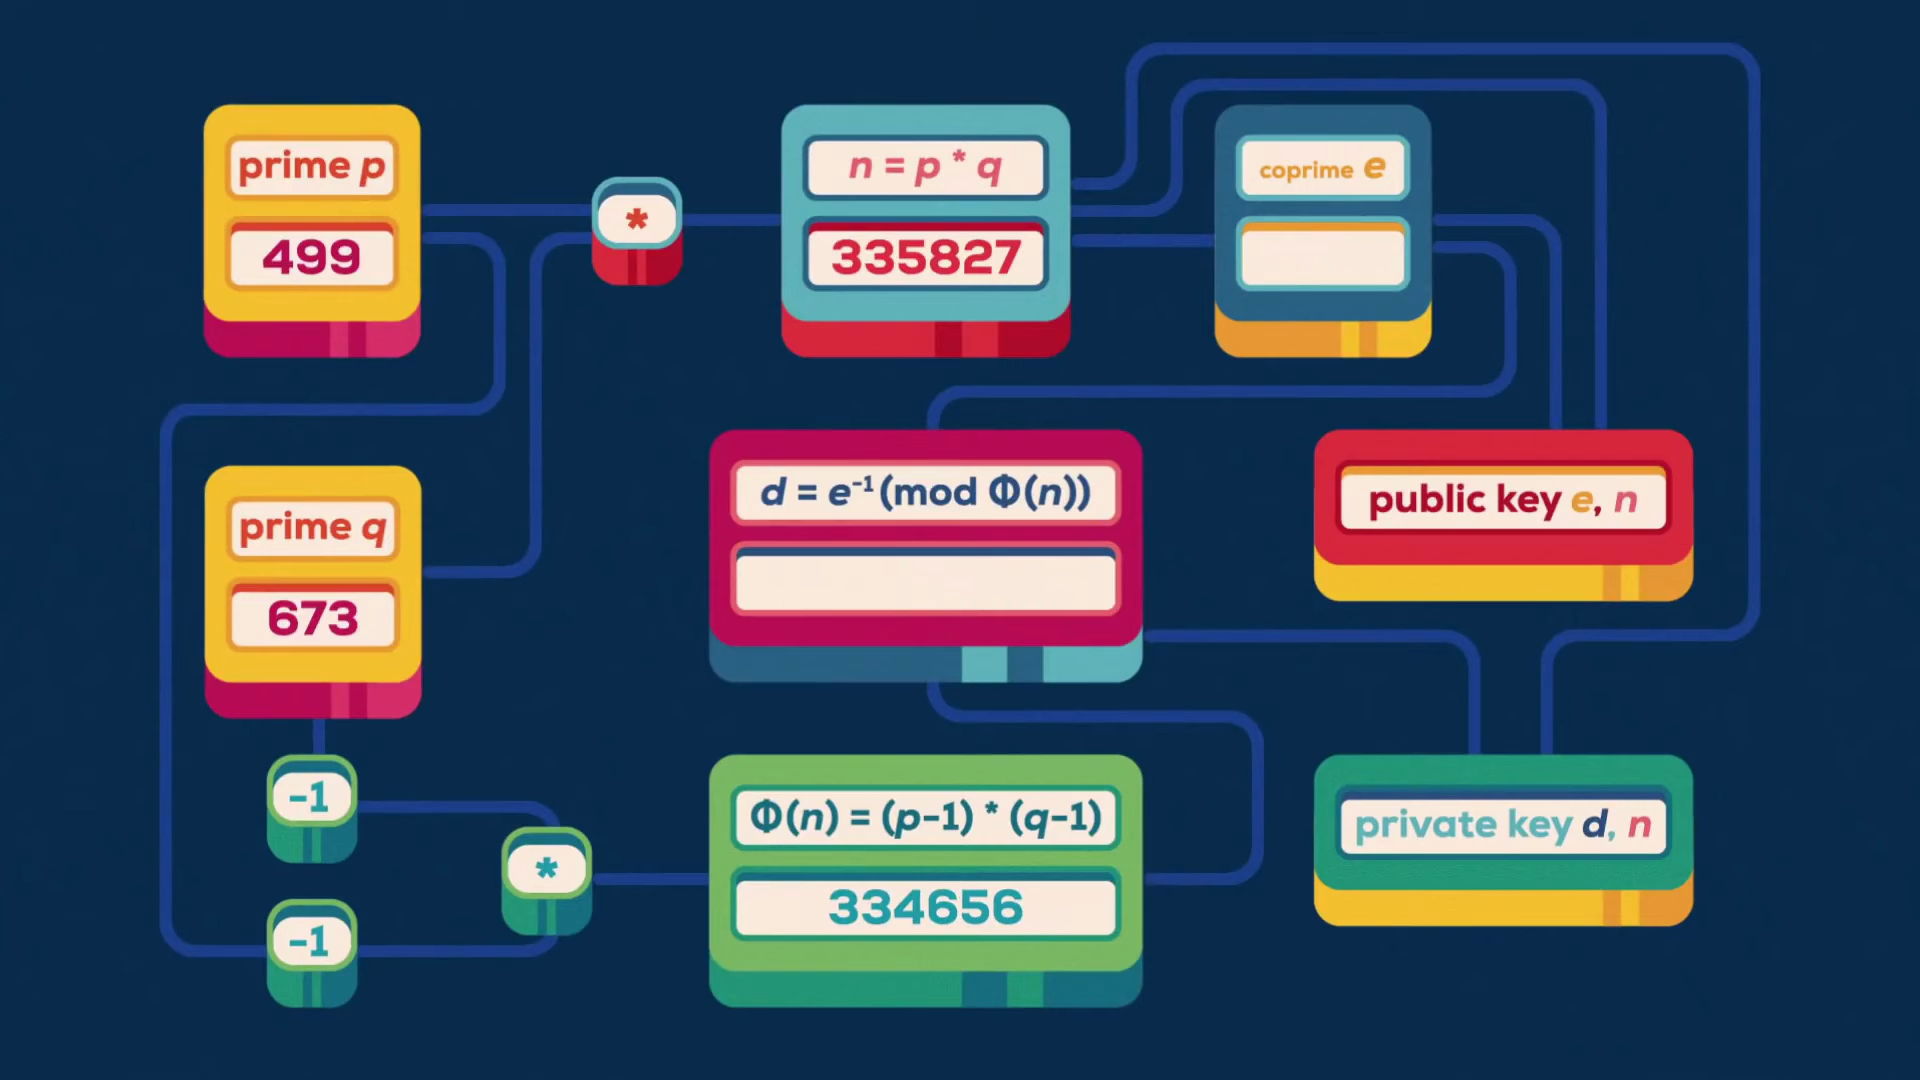 prime p
499
*
n = p * q
335827
coprime e
prime q
673
d = e⁻¹(mod Φ(n))
public key e, n
-1
-1
*
Φ(n) = (p-1) * (q-1)
334656
private key d, n